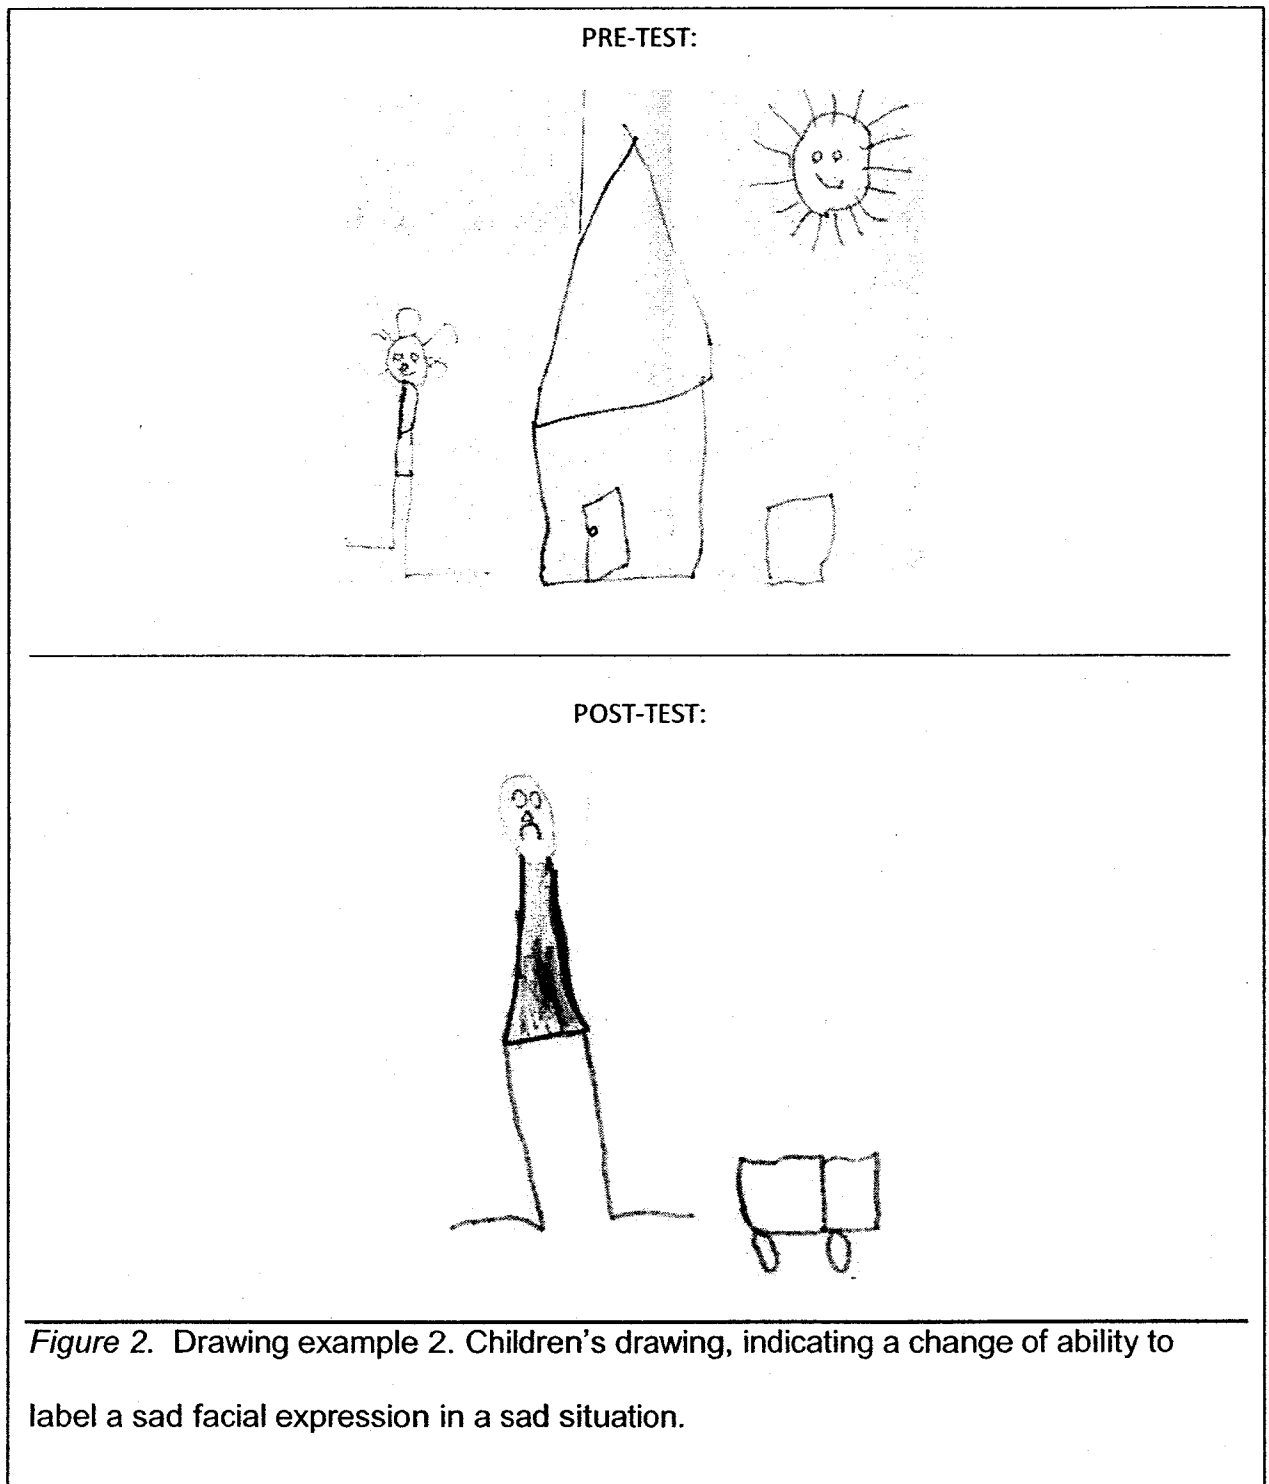 PRE-TEST:
POST-TEST:
Figure 2. Drawing example 2. Children's drawing, indicating a change of ability to
label a sad facial expression in a sad situation.